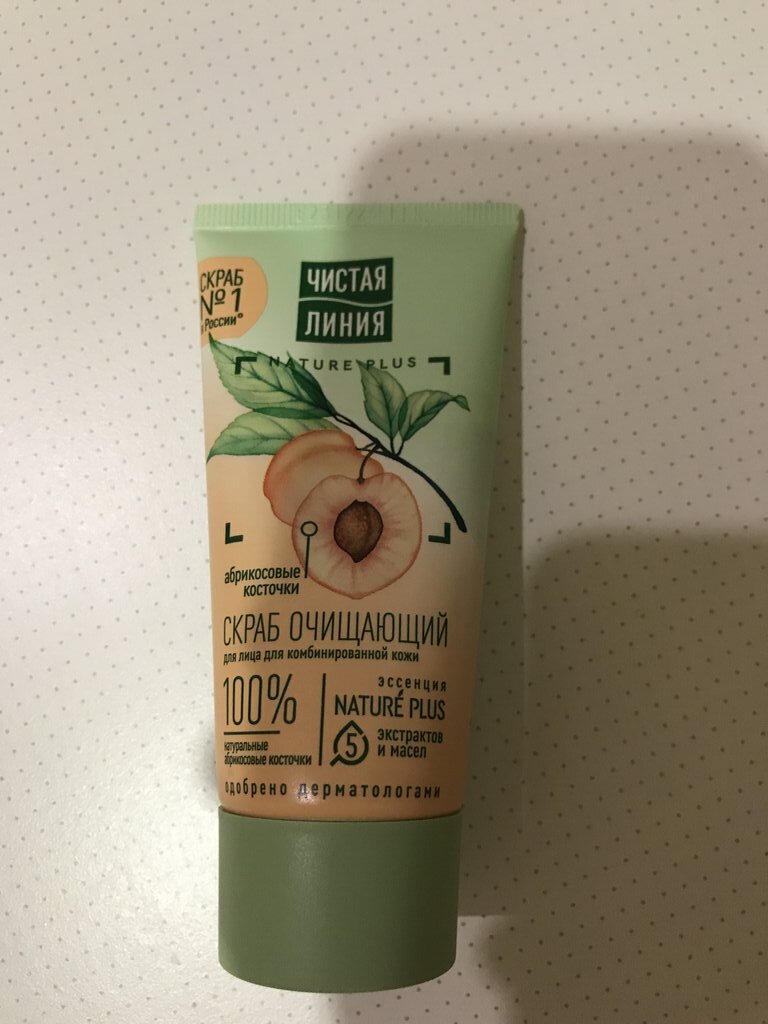 СКРАБ
№1
в России*
ЧИСТАЯ
ЛИНИЯ
NATURE PLUS
абрикосовые
косточки
СКРАБ ОЧИЩАЮЩИЙ
для лица для комбинированной кожи
100%
натуральные
абрикосовые косточки
эссенция
NATURÉ PLUS
5
экстрактов
и масел
одобрено дерматологами